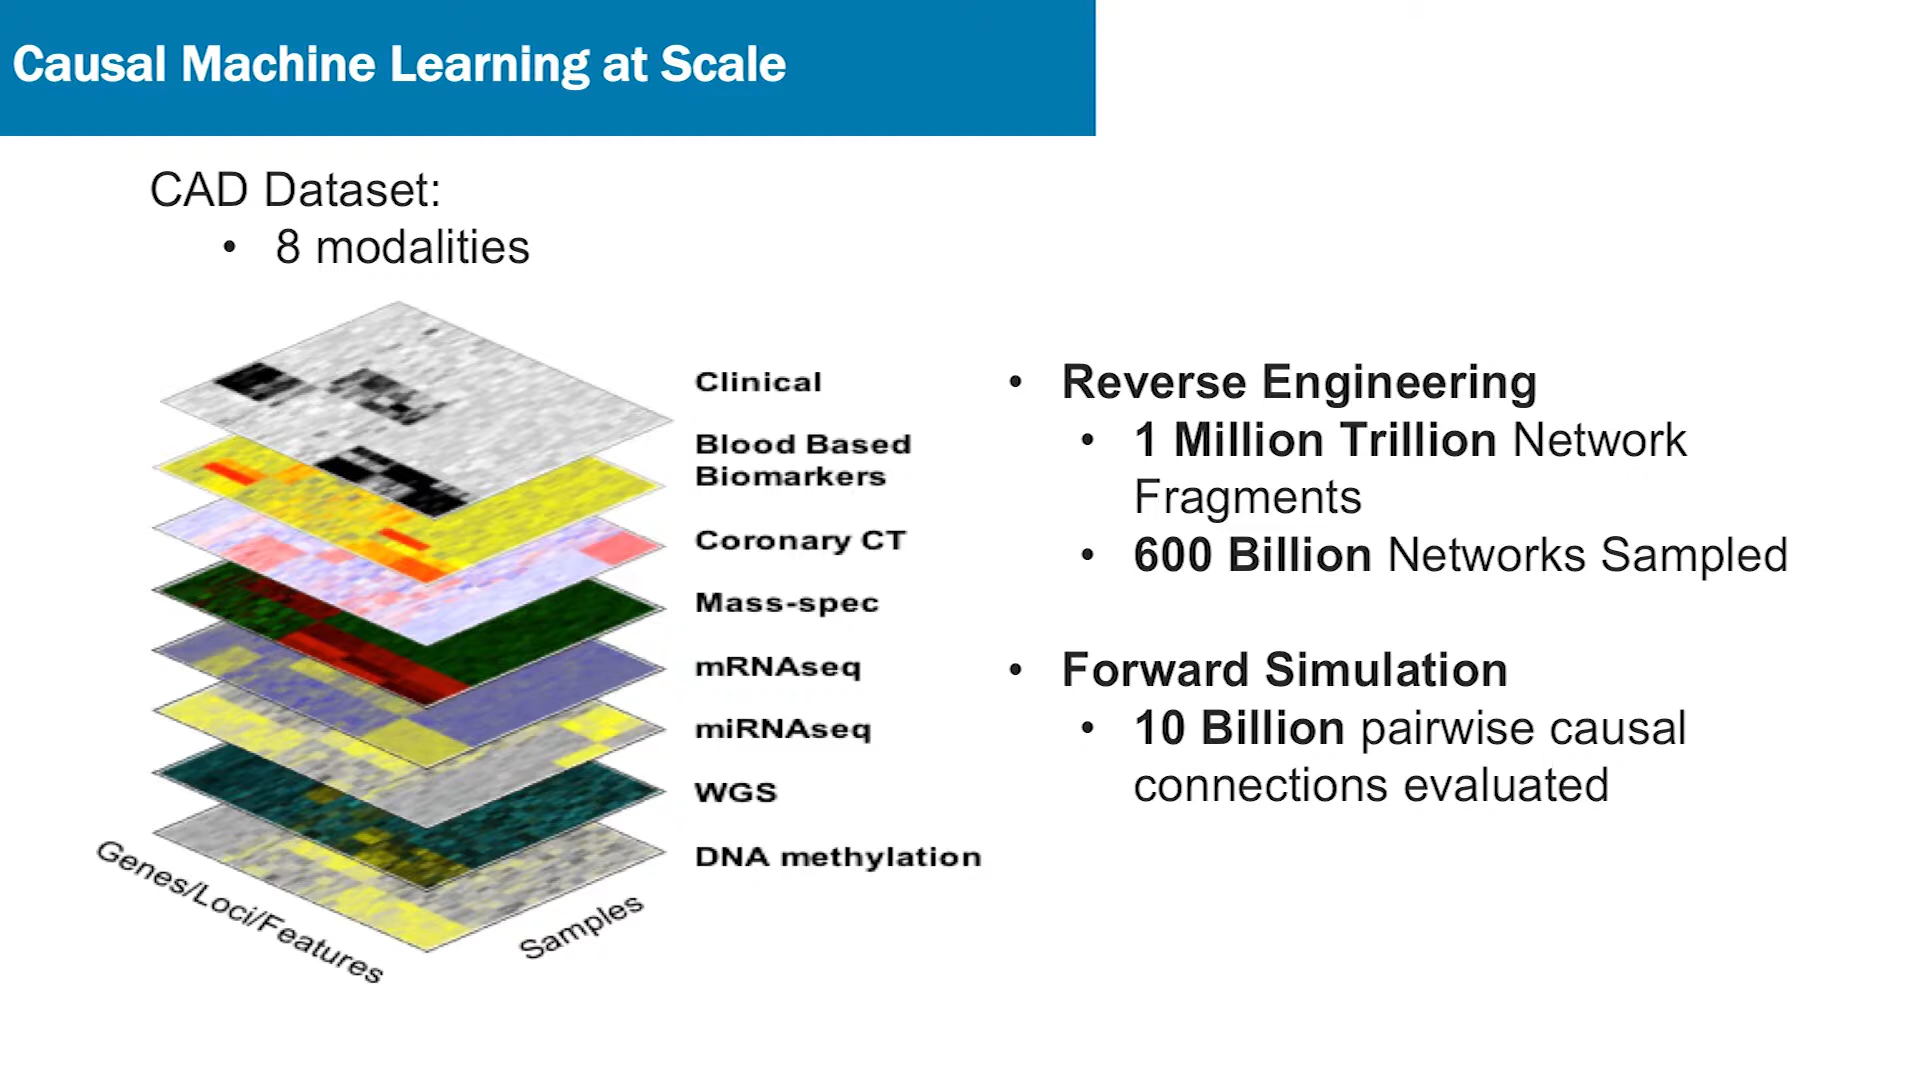 Causal Machine Learning at Scale
CAD Dataset:
• 8 modalities
Clinical
Blood Based
Biomarkers
Coronary CT
Mass-spec
mRNAseq
miRNAseq
WGS
DNA methylation
Genes/Loci/Features
Samples
• Reverse Engineering
• 1 Million Trillion Network
Fragments
• 600 Billion Networks Sampled
• Forward Simulation
• 10 Billion pairwise causal
connections evaluated